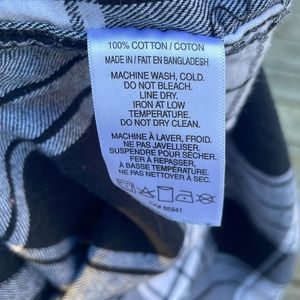 100% COTTON / COTON
MADE IN / FAIT EN BANGLADESH
MACHINE WASH, COLD.
DO NOT BLEACH.
LINE DRY.
IRON AT LOW
TEMPERATURE.
DO NOT DRY CLEAN.
MACHINE À LAVER, FROID.
NE PAS JAVELLISER.
SUSPENDRE POUR SÉCHER.
FER À REPASSER,
À BASSE TEMPÉRATURE.
NE PAS NETTOYER À SEC.
85941